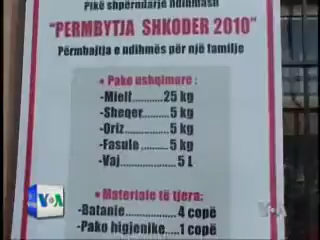 Pikë shpërndarje ndihmash
"PERMBYTJA SHKODER 2010"
Përmbajtja e ndihmës për një familje
• Pako ushqimare :
-Miell..........25 kg
-Sheqer........5 kg
-Oriz............5 kg
-Fasule.........5 kg
-Vaj..............5 L
• Materiale të tjera:
-Batanie............4 copë
-Pako higjenike.....1 copë
VOA
VOA